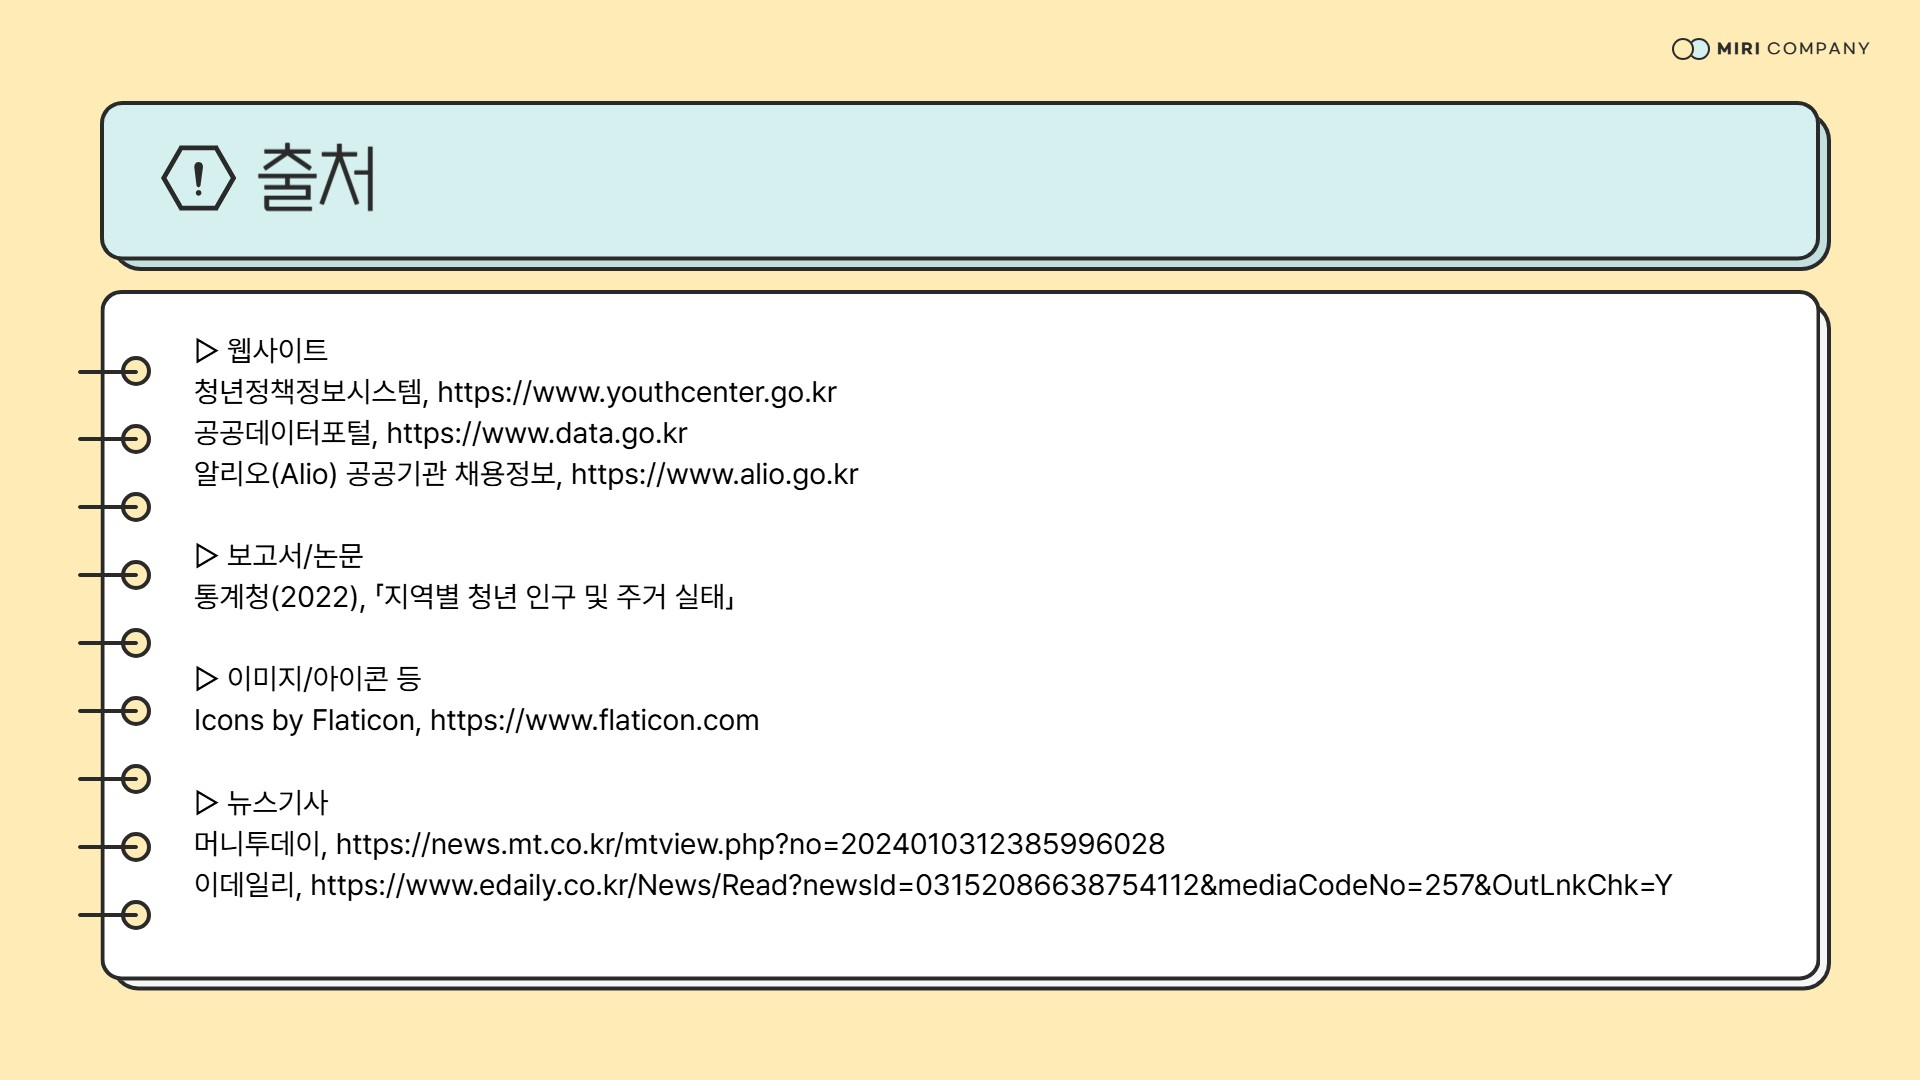 MIRI COMPANY
출처
▷ 웹사이트
청년정책정보시스템, https://www.youthcenter.go.kr
공공데이터포털, https://www.data.go.kr
알리오(Alio) 공공기관 채용정보, https://www.alio.go.kr
▷ 보고서/논문
통계청(2022), ｢지역별 청년 인구 및 주거 실태｣
▷ 이미지/아이콘 등
Icons by Flaticon, https://www.flaticon.com
▷ 뉴스기사
머니투데이, https://news.mt.co.kr/mtview.php?no=2024010312385996028
이데일리, https://www.edaily.co.kr/News/Read?newsId=03152086638754112&mediaCodeNo=257&OutLnkChk=Y